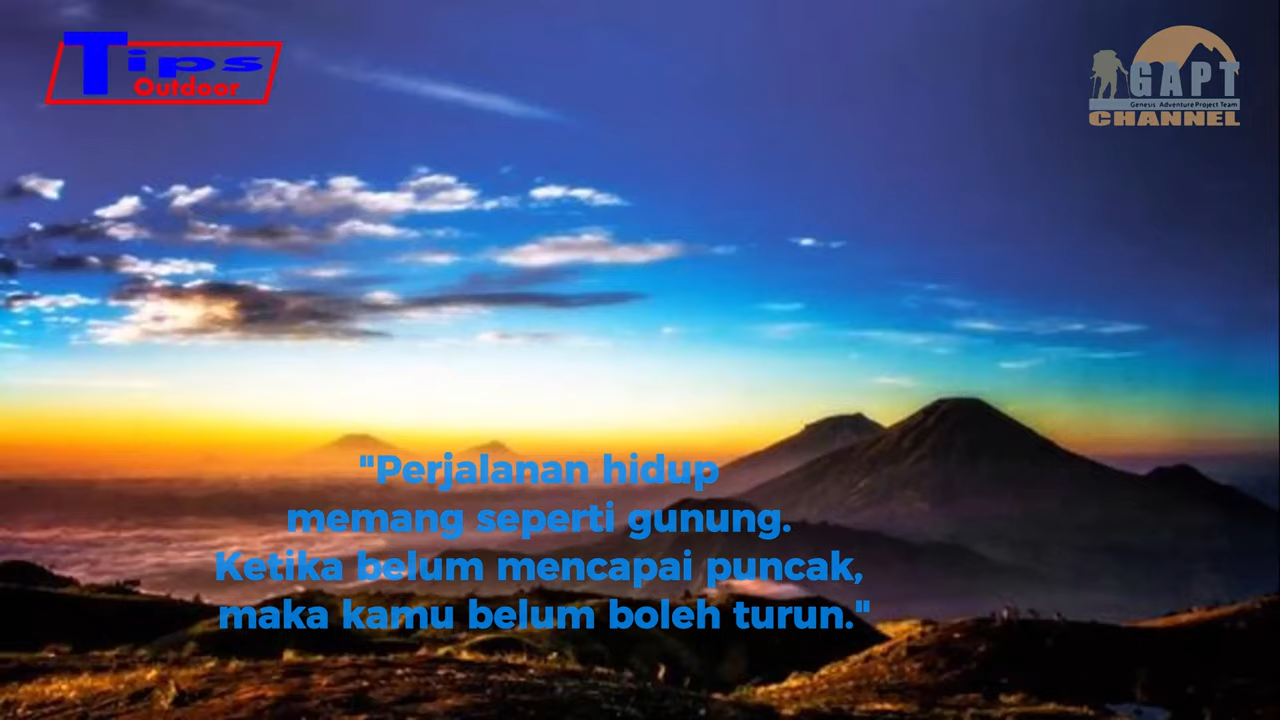 Tips
Outdoor
GAPT
Genesis Adventure Project Team
CHANNEL
"Perjalanan hidup
memang seperti gunung.
Ketika belum mencapai puncak,
maka kamu belum boleh turun."